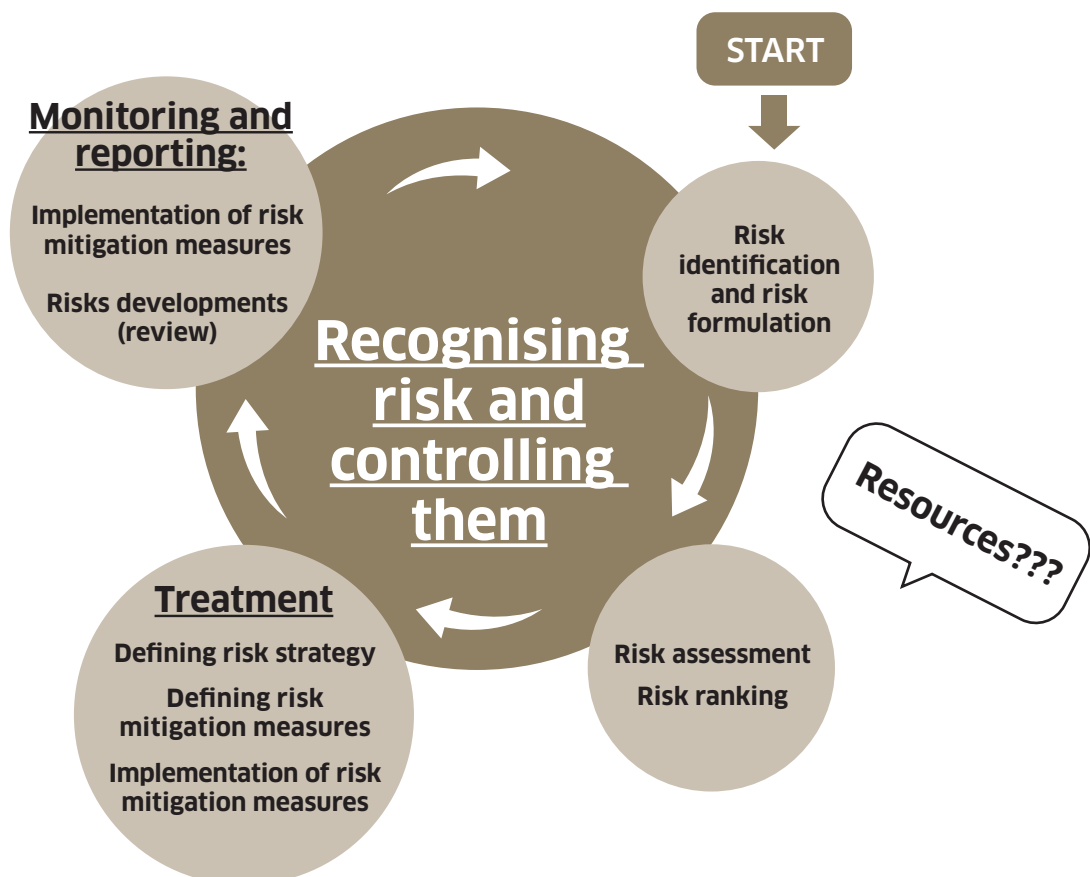 START
Risk
identification
and risk
formulation
Monitoring and
reporting:
Implementation of risk
mitigation measures
Risks developments
(review)
Recognising
risk and
controlling
them
Resources???
Risk assessment
Risk ranking
Treatment
Defining risk strategy
Defining risk
mitigation measures
Implementation of risk
mitigation measures